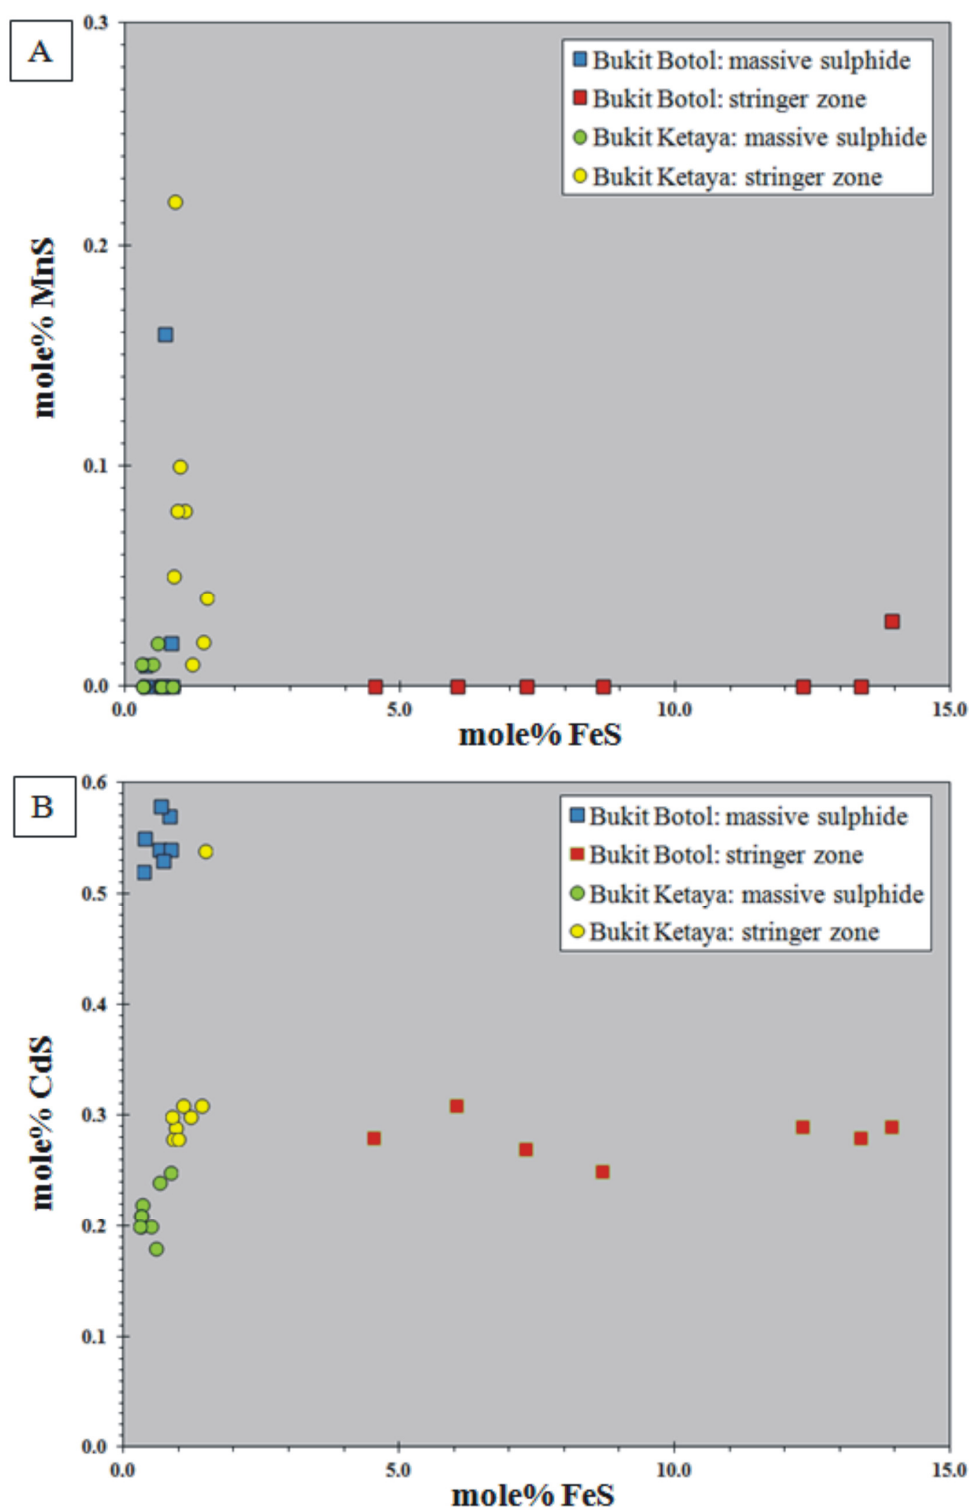 A
0.3
Bukit Botol: massive sulphide
Bukit Botol: stringer zone
Bukit Ketaya: massive sulphide
Bukit Ketaya: stringer zone
0.2
mole% MnS
0.1
0.0
0.0 5.0 10.0 15.0
mole% FeS
B
0.6
Bukit Botol: massive sulphide
Bukit Botol: stringer zone
Bukit Ketaya: massive sulphide
Bukit Ketaya: stringer zone
0.5
0.4
mole% CdS
0.3
0.2
0.1
0.0
0.0 5.0 10.0 15.0
mole% FeS